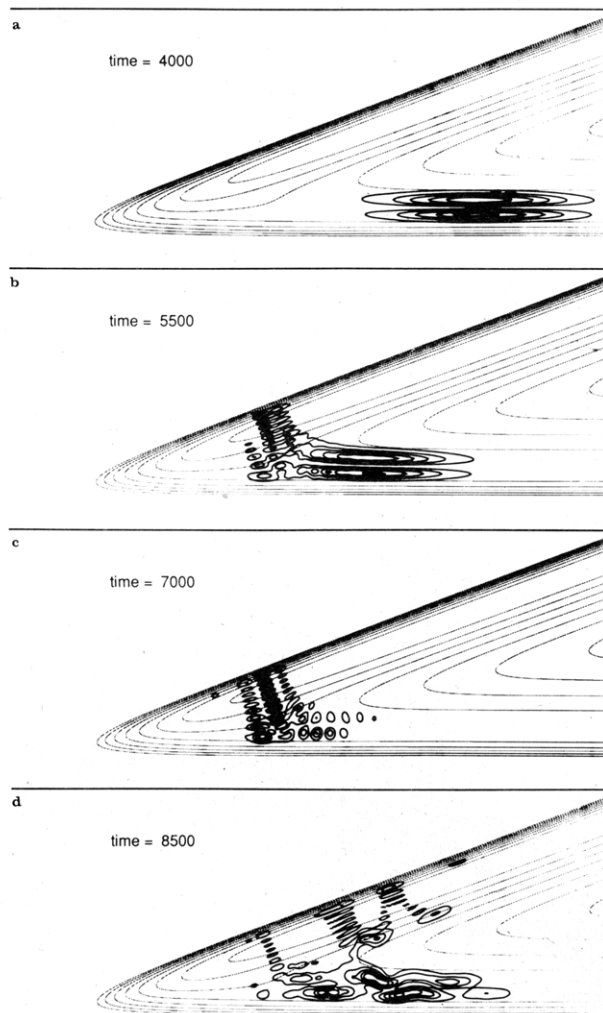 a
time = 4000
b
time = 5500
c
time = 7000
d
time = 8500